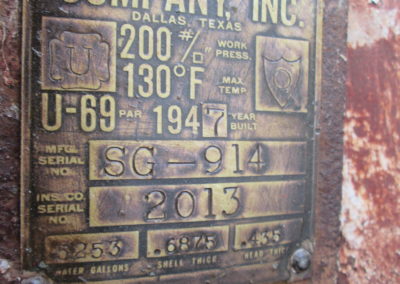 COMPANY, INC.
DALLAS, TEXAS
U
200 #/□" WORK PRESS.
130°F MAX TEMP
U-69 PAR 1947 YEAR BUILT
MFG. SERIAL NO. SG-914
INS. CO. SERIAL NO. 2013
5253 .6875 .435
WATER GALLONS SHELL THICK. HEAD THICK.